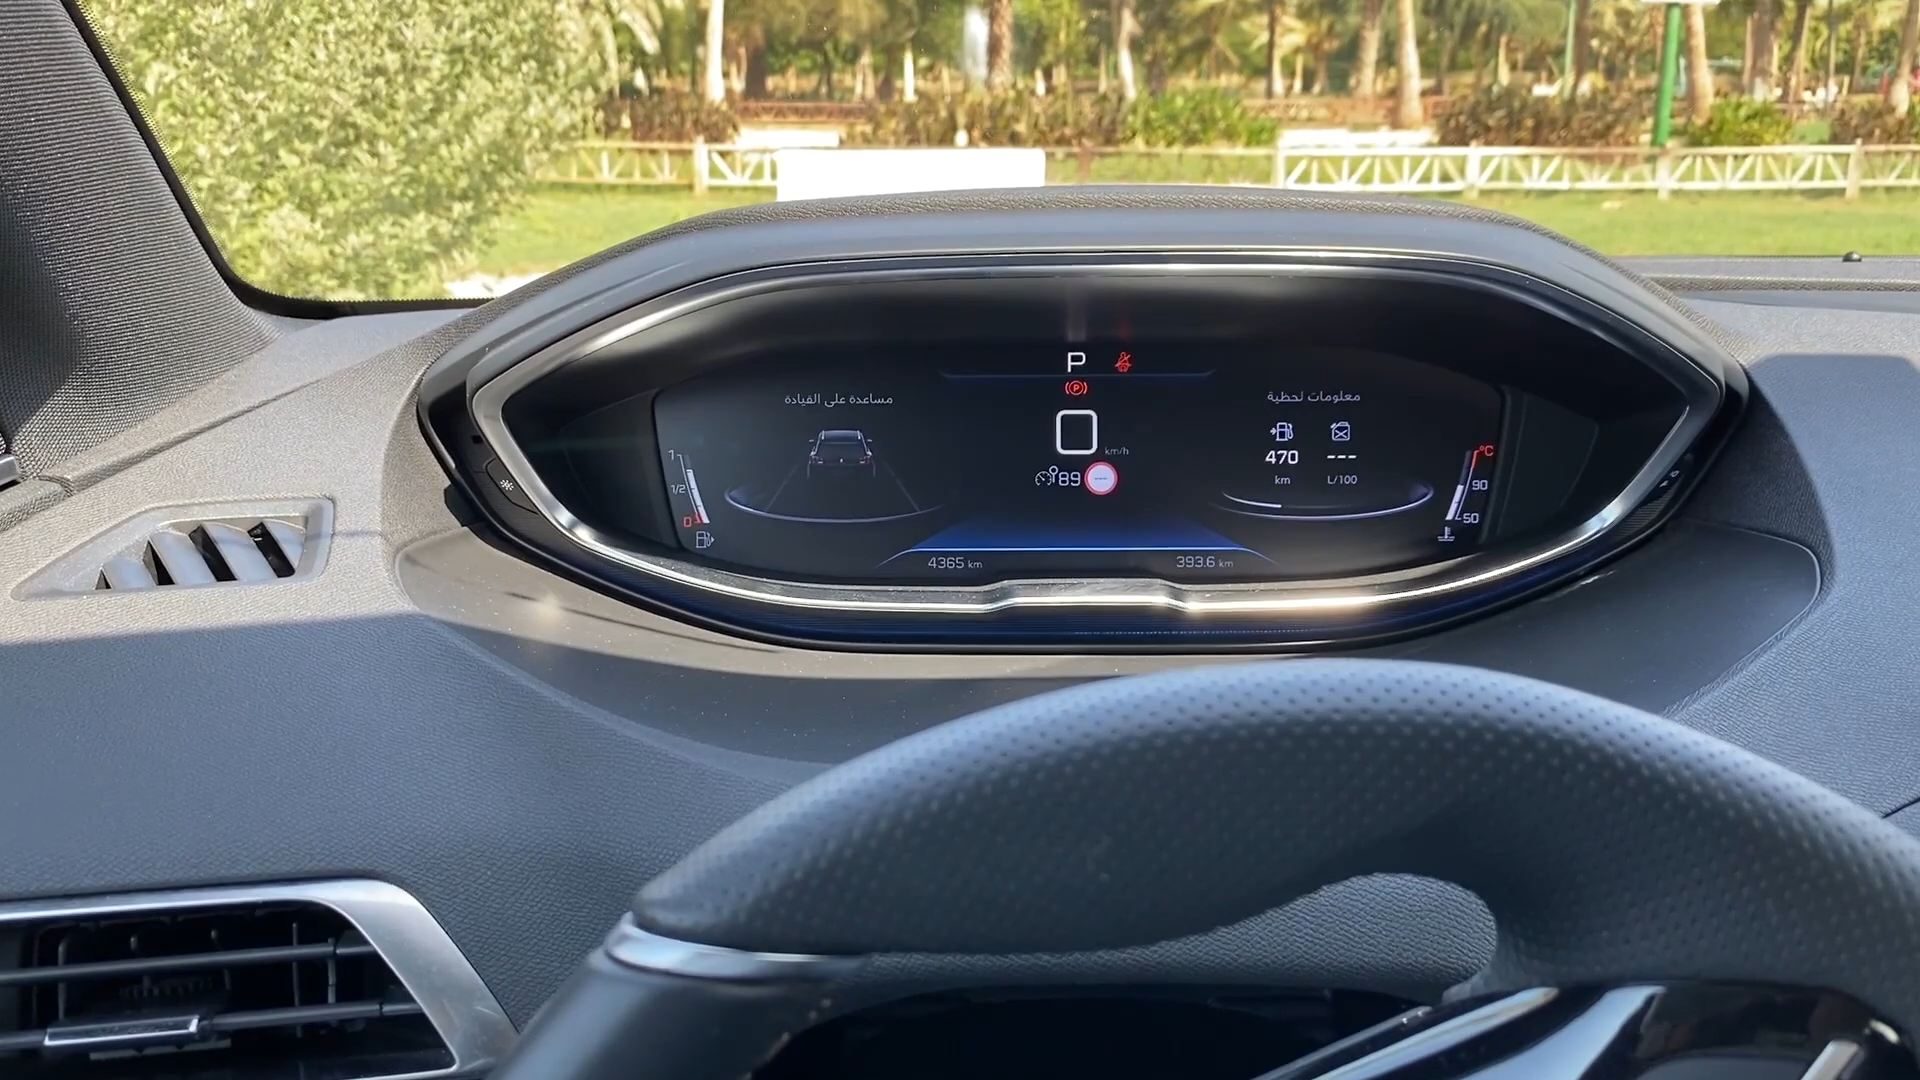 P
مساعدة على القيادة
معلومات لحظية
0
km/h
89
470
---
km
L/100
1
1/2
0
°C
90
50
4365 km
393.6 km